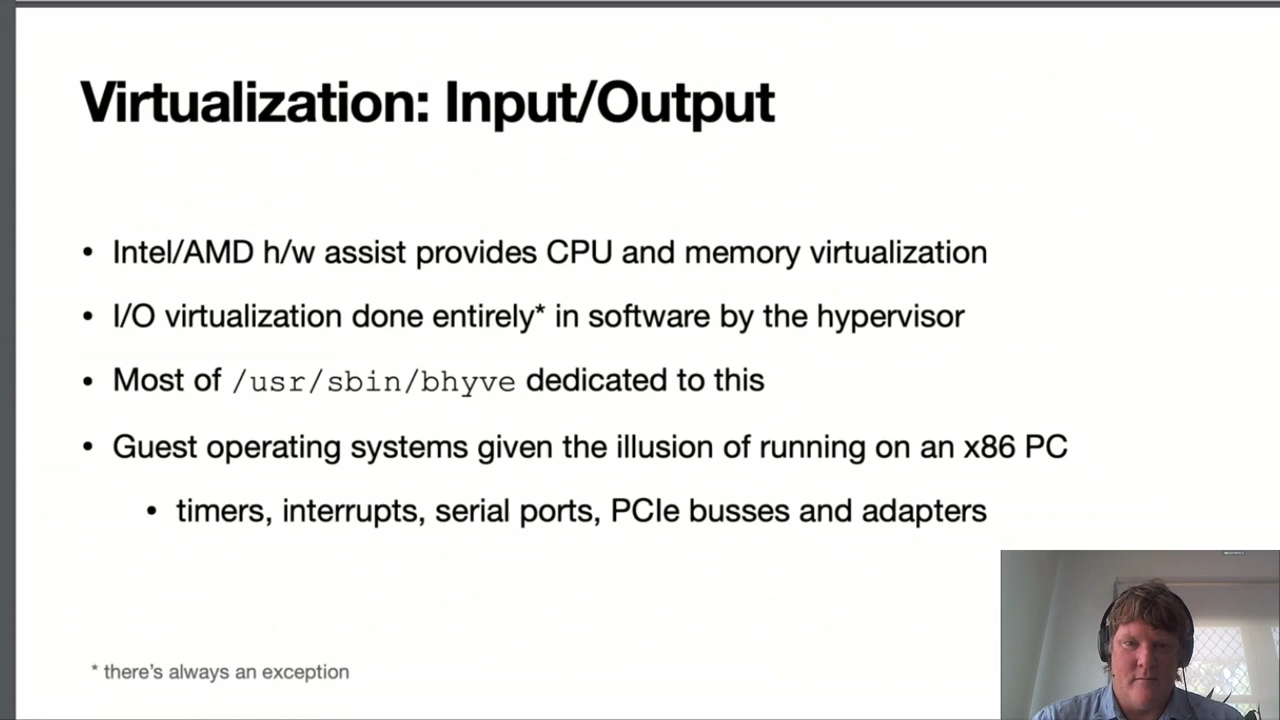 Virtualization: Input/Output
• Intel/AMD h/w assist provides CPU and memory virtualization
• I/O virtualization done entirely* in software by the hypervisor
• Most of /usr/sbin/bhyve dedicated to this
• Guest operating systems given the illusion of running on an x86 PC
• timers, interrupts, serial ports, PCIe busses and adapters
* there's always an exception